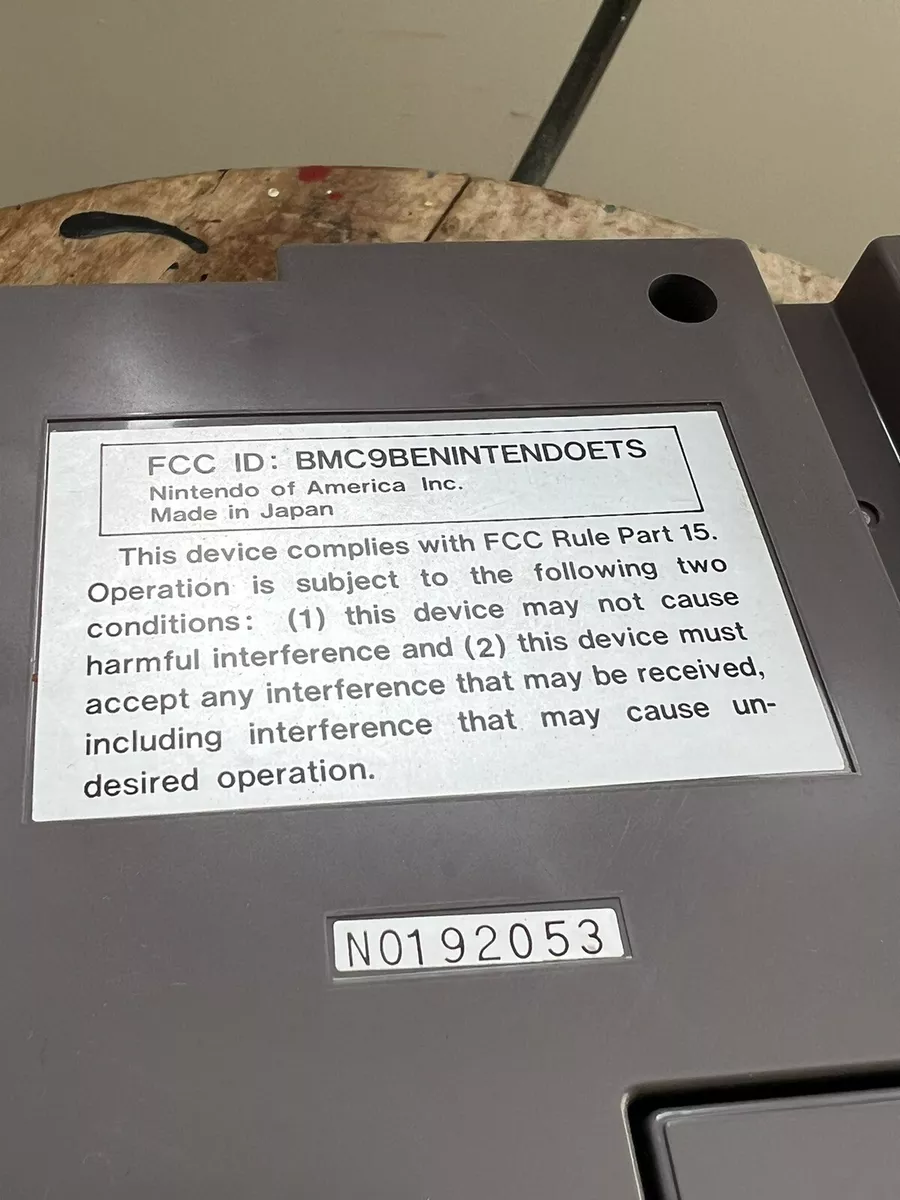 FCC ID: BMC9BENINTENDOETS
Nintendo of America Inc.
Made in Japan
This device complies with FCC Rule Part 15.
Operation is subject to the following two
conditions: (1) this device may not cause
harmful interference and (2) this device must
accept any interference that may be received,
including interference that may cause un-
desired operation.
N0192053